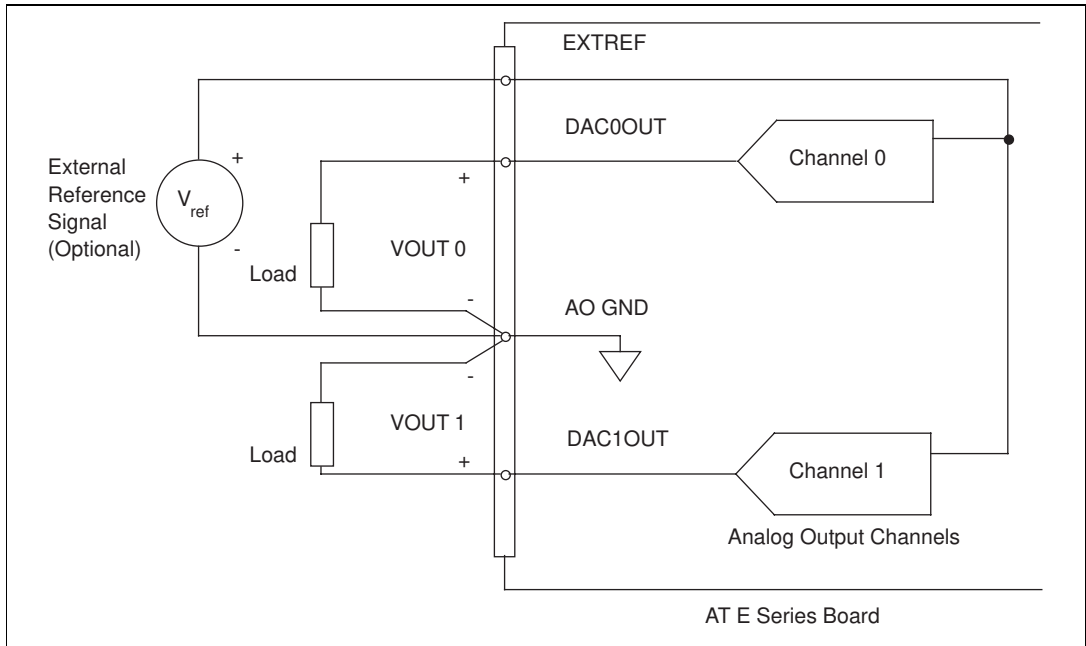 EXTREF
DAC0OUT
Channel 0
External
Reference
Signal
(Optional)
+
Vref
-
+
VOUT 0
Load
-
AO GND
-
VOUT 1
Load
+
DAC1OUT
Channel 1
Analog Output Channels
AT E Series Board